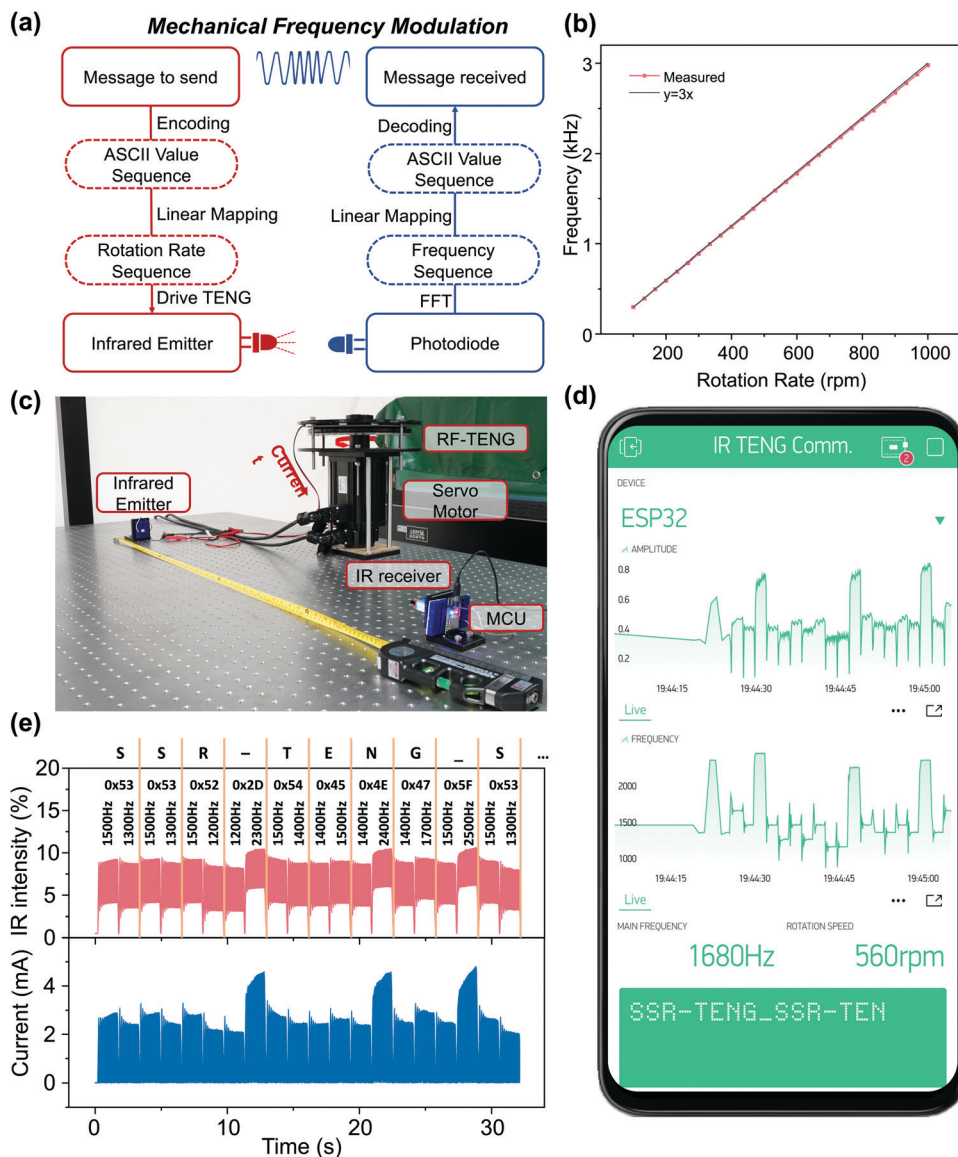 (a)
Mechanical Frequency Modulation
Message to send
Encoding
ASCII Value
Sequence
Linear Mapping
Rotation Rate
Sequence
Drive TENG
Infrared Emitter
Message received
Decoding
ASCII Value
Sequence
Linear Mapping
Frequency
Sequence
FFT
Photodiode
(b)
Frequency (kHz)
3
2
1
0
Measured
y=3x
200 400 600 800 1000
Rotation Rate (rpm)
(c)
RF-TENG
Current
Infrared
Emitter
Servo
Motor
IR receiver
MCU
(d)
IR TENG Comm.
2
DEVICE
ESP32
AMPLITUDE
0.8
0.6
0.4
0.2
19:44:15 19:44:30 19:44:45 19:45:00
Live
FREQUENCY
2000
1500
1000
19:44:15 19:44:30 19:44:45 19:45:00
Live
MAIN FREQUENCY ROTATION SPEED
1680Hz 560rpm
SSR-TENG_SSR-TEN
(e)
S S R – T E N G _ S ...
0x53 0x53 0x52 0x2D 0x54 0x45 0x4E 0x47 0x5F 0x53
1500Hz 1300Hz 1500Hz 1300Hz 1500Hz 1200Hz 1200Hz 2300Hz 1500Hz 1400Hz 1400Hz 1500Hz 1400Hz 2400Hz 1400Hz 1700Hz 1500Hz 2500Hz 1500Hz 1300Hz
IR intensity (%)
20
15
10
5
0
Current (mA)
4
2
0
0 10 20 30
Time (s)